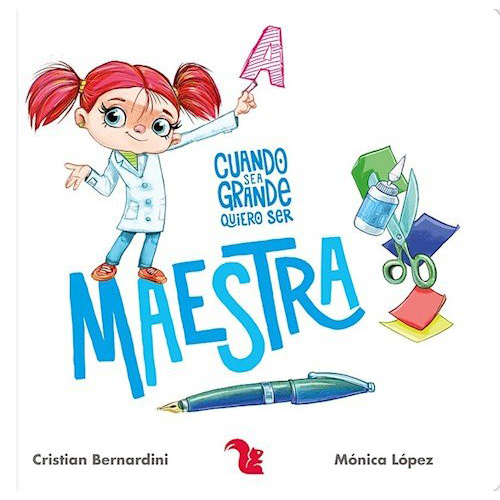 A
CUANDO
SEA
GRANDE
QUIERO SER
MAESTRA
Cristian Bernardini
Mónica López